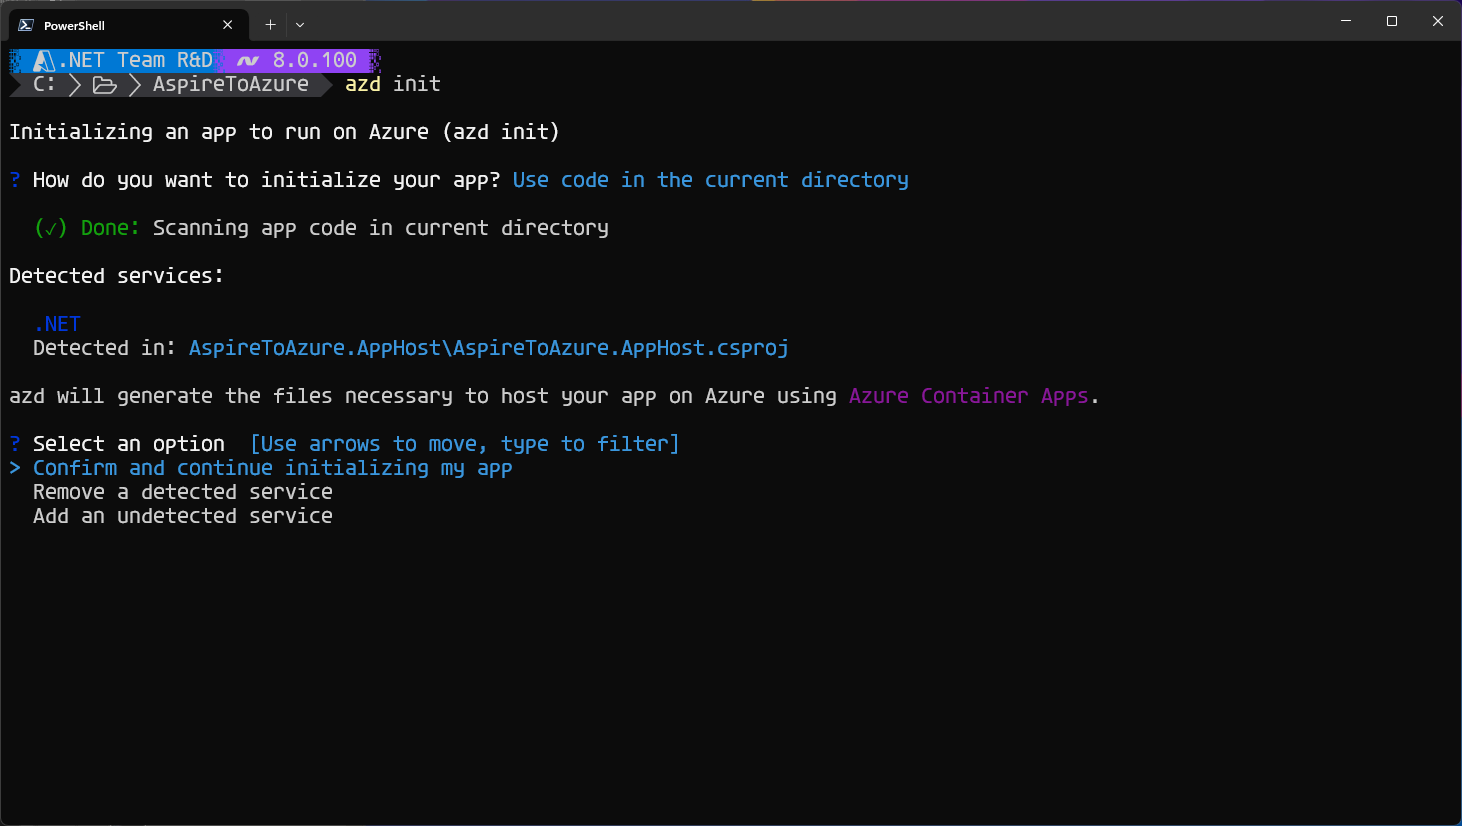 PowerShell
.NET Team R&D 8.0.100
C: AspireToAzure azd init
Initializing an app to run on Azure (azd init)
? How do you want to initialize your app? Use code in the current directory
(✓) Done: Scanning app code in current directory
Detected services:
.NET
Detected in: AspireToAzure.AppHost\AspireToAzure.AppHost.csproj
azd will generate the files necessary to host your app on Azure using Azure Container Apps.
? Select an option  [Use arrows to move, type to filter]
> Confirm and continue initializing my app
Remove a detected service
Add an undetected service